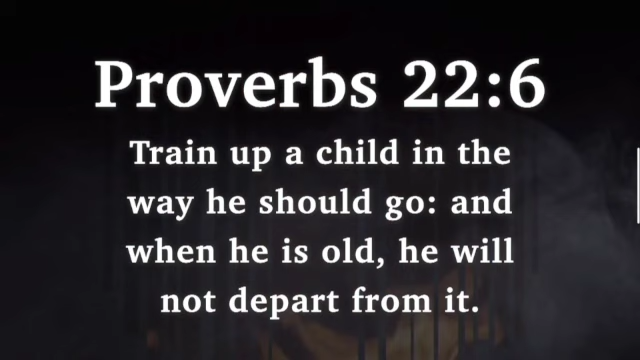 Proverbs 22:6
Train up a child in the
way he should go: and
when he is old, he will
not depart from it.